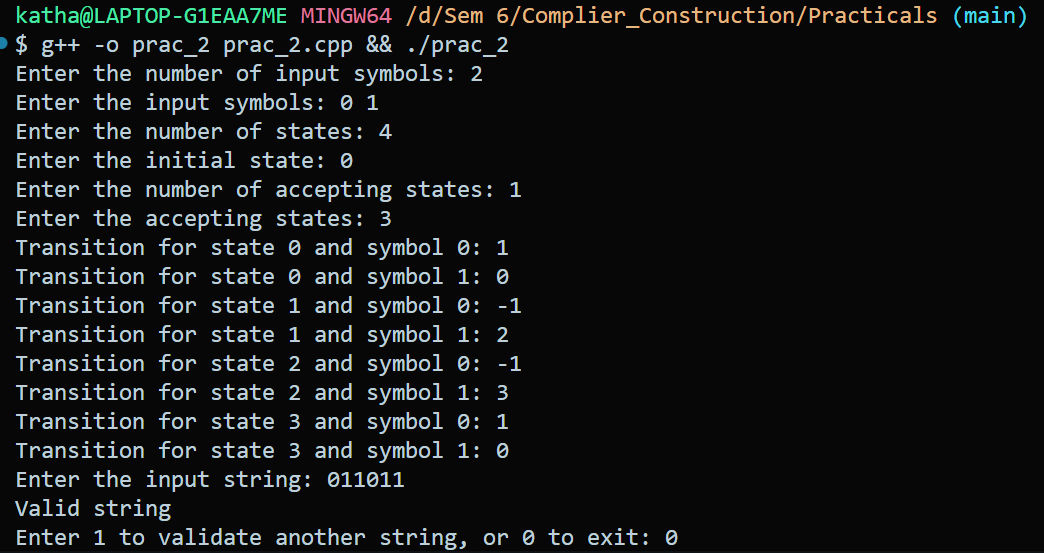 katha@LAPTOP-G1EAA7ME MINGW64 /d/Sem 6/Complier_Construction/Practicals (main)
$ g++ -o prac_2 prac_2.cpp && ./prac_2
Enter the number of input symbols: 2
Enter the input symbols: 0 1
Enter the number of states: 4
Enter the initial state: 0
Enter the number of accepting states: 1
Enter the accepting states: 3
Transition for state 0 and symbol 0: 1
Transition for state 0 and symbol 1: 0
Transition for state 1 and symbol 0: -1
Transition for state 1 and symbol 1: 2
Transition for state 2 and symbol 0: -1
Transition for state 2 and symbol 1: 3
Transition for state 3 and symbol 0: 1
Transition for state 3 and symbol 1: 0
Enter the input string: 011011
Valid string
Enter 1 to validate another string, or 0 to exit: 0